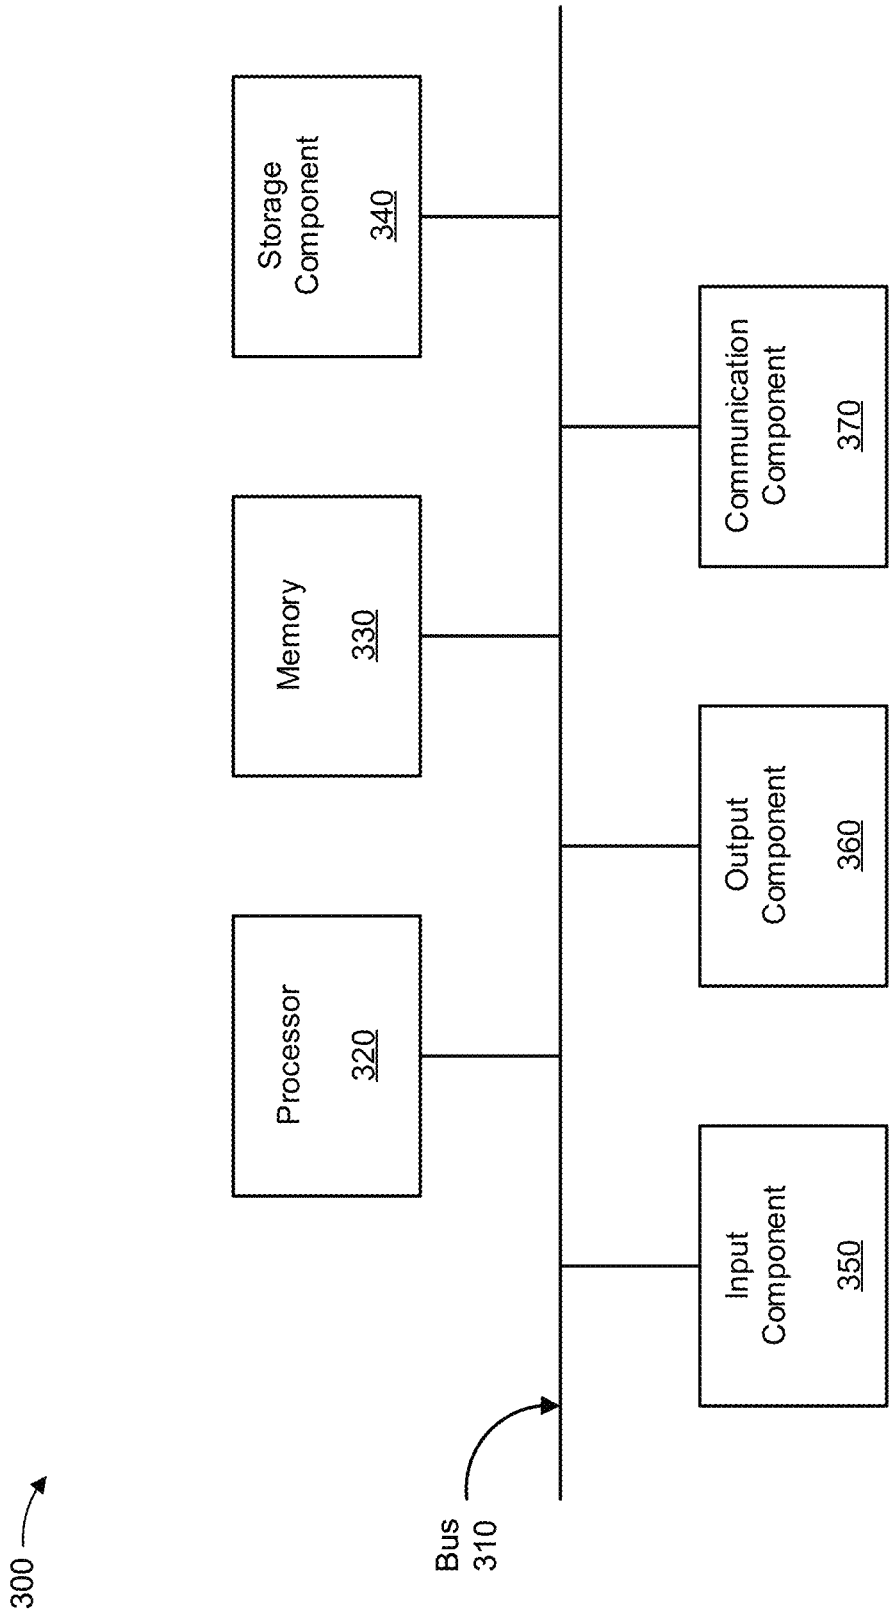 300
Bus
310
Processor
320
Memory
330
Storage
Component
340
Input
Component
350
Output
Component
360
Communication
Component
370